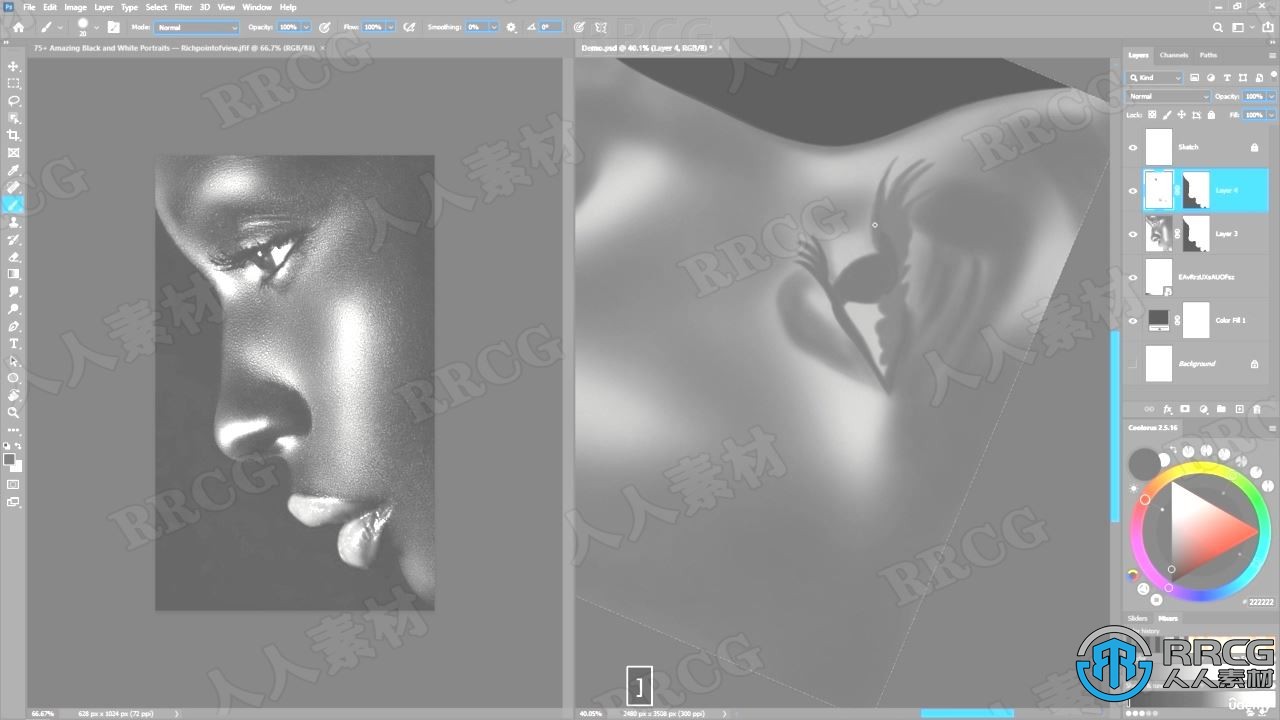 File Edit Image Layer Type Select Filter 3D View Window Help
20 Mode: Normal Opacity: 100% Flow: 100% Smoothing: 0% 0°
75+ Amazing Black and White Portraits — Richpointofview.jfif @ 66.7% (RGB/8#) ×
Demo.psd @ 40.1% (Layer 4, RGB/8) * ×
Layers Channels Paths
Kind
Normal Opacity: 100%
Lock: Fill: 100%
Sketch
Layer 4
Layer 3
EAvRrzUXsAUOFsz
Color Fill 1
Background
Coolorus 2.5.16
# 222222
Sliders Mixers
history
]
66.67% 628 px x 1024 px (72 ppi)
40.05% 2480 px x 3508 px (300 ppi)
RRCG
人人素材
ûdemy
RRCG
人人素材